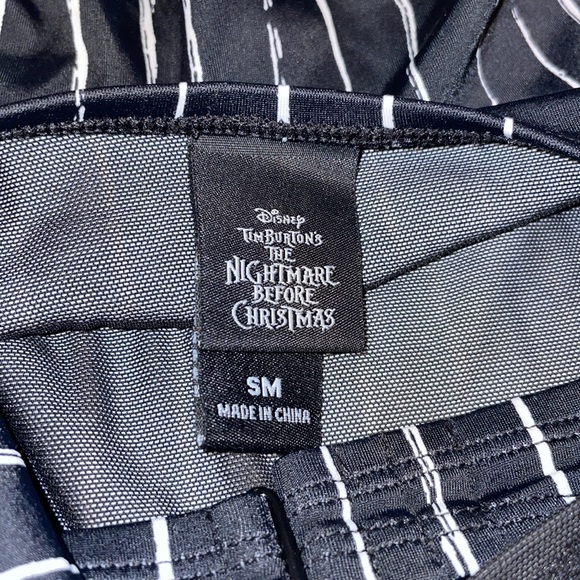 Disney
TIM BURTON'S
THE
NIGHTMARE
BEFORE
CHRISTMAS
SM
MADE IN CHINA